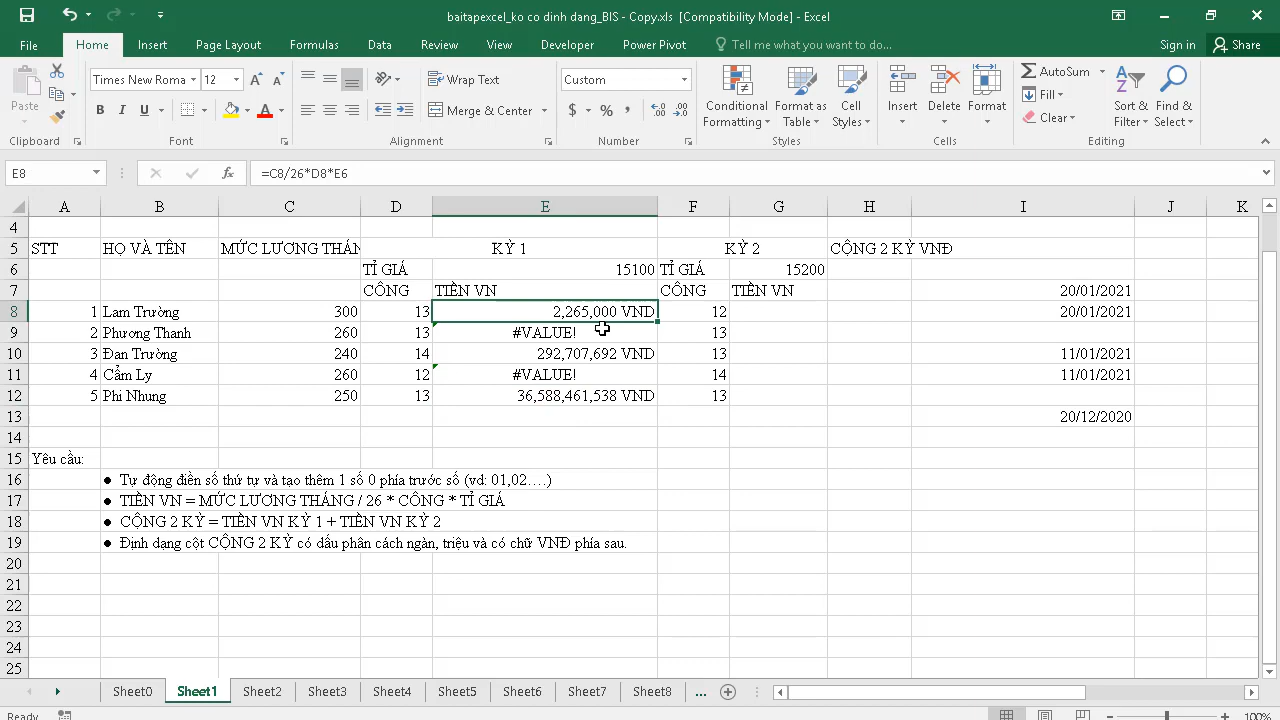 baitapexcel_ko co dinh dang_BIS - Copy.xls [Compatibility Mode] - Excel
File Home Insert Page Layout Formulas Data Review View Developer Power Pivot Tell me what you want to do... Sign in Share
Times New Roma 12 Wrap Text Custom AutoSum
Paste B I U Merge & Center $ % , Conditional Formatting Format as Table Cell Styles Insert Delete Format Fill Clear Sort & Filter Find & Select
Clipboard Font Alignment Number Styles Cells Editing
E8 fx =C8/26*D8*E6
A B C D E F G H I J K
4
5 STT HỌ VÀ TÊN MỨC LƯƠNG THÁN KỲ 1 KỲ 2 CỘNG 2 KỲ VNĐ
6 TỈ GIÁ 15100 TỈ GIÁ 15200
7 CÔNG TIỀN VN CÔNG TIỀN VN 20/01/2021
8 1 Lam Trường 300 13 2,265,000 VND 12 20/01/2021
9 2 Phương Thanh 260 13 #VALUE! 13
10 3 Đan Trường 240 14 292,707,692 VND 13 11/01/2021
11 4 Cẩm Ly 260 12 #VALUE! 14 11/01/2021
12 5 Phi Nhung 250 13 36,588,461,538 VND 13
13 20/12/2020
14
15 Yêu cầu:
16 ● Tự động điền số thứ tự và tạo thêm 1 số 0 phía trước số (vd: 01,02….)
17 ● TIỀN VN = MỨC LƯƠNG THÁNG / 26 * CÔNG * TỈ GIÁ
18 ● CỘNG 2 KỲ = TIỀN VN KỲ 1 + TIỀN VN KỲ 2
19 ● Định dạng cột CỘNG 2 KỲ có dấu phân cách ngàn, triệu và có chữ VNĐ phía sau.
20
21
22
23
24
25
Sheet0 Sheet1 Sheet2 Sheet3 Sheet4 Sheet5 Sheet6 Sheet7 Sheet8 ...
Ready 100%